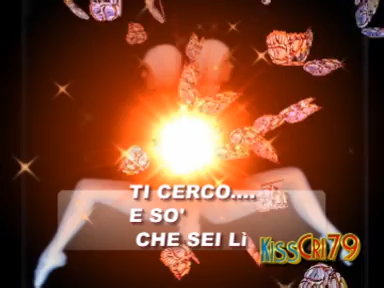 TI CERCO....
E SO'
CHE SEI LÌ
KissCRI79